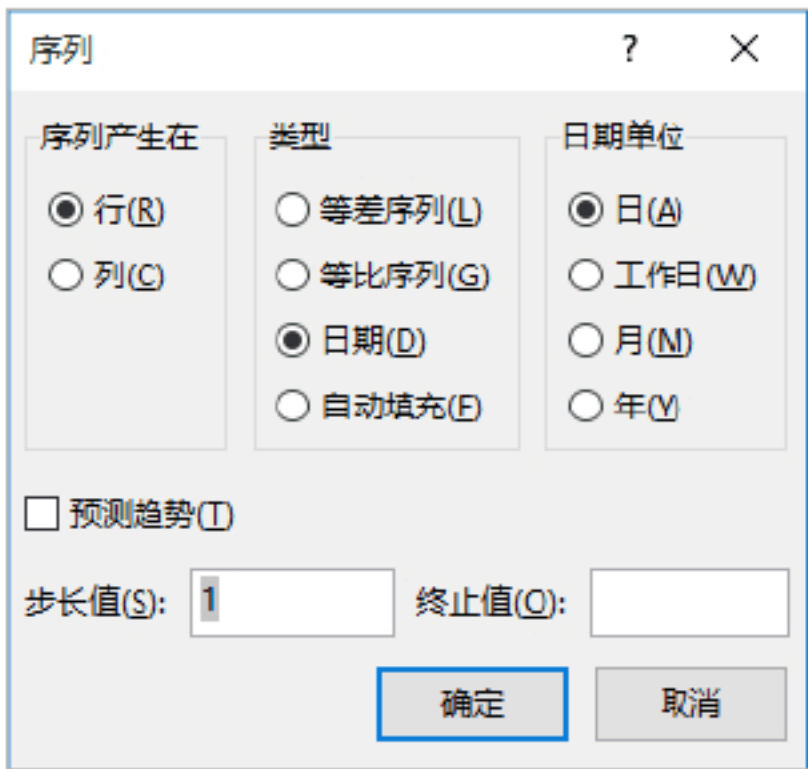 序列 ? ×
序列产生在
行(R)
列(C)
类型
等差序列(L)
等比序列(G)
日期(D)
自动填充(F)
日期单位
日(A)
工作日(W)
月(M)
年(Y)
预测趋势(T)
步长值(S): 1 终止值(O):
确定 取消